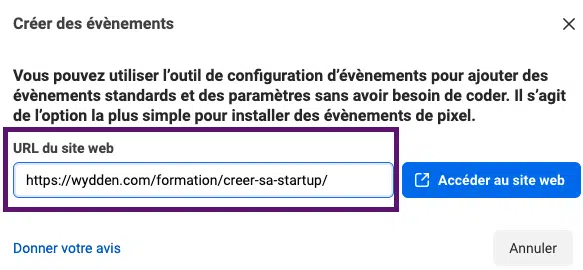 Créer des évènements
Vous pouvez utiliser l’outil de configuration d’évènements pour ajouter des
évènements standards et des paramètres sans avoir besoin de coder. Il s’agit
de l’option la plus simple pour installer des évènements de pixel.
URL du site web
https://wydden.com/formation/creer-sa-startup/
Accéder au site web
Donner votre avis
Annuler